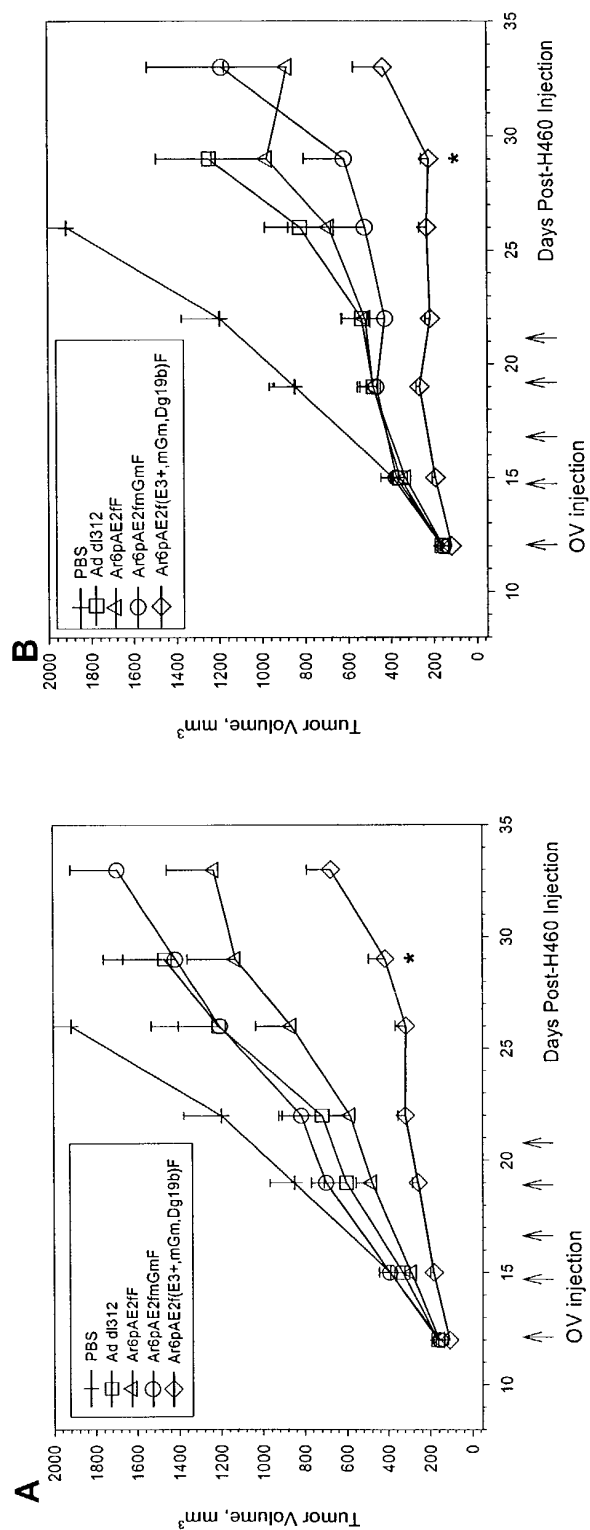 A
2000
1800
1600
1400
1200
1000
800
600
400
200
0
Tumor Volume, mm3
PBS
Ad dl312
Ar6pAE2fF
Ar6pAE2fmGmF
Ar6pAE2f(E3+,mGm,Dg19b)F
*
10 15 20 25 30 35
OV injection
Days Post-H460 Injection
B
2000
1800
1600
1400
1200
1000
800
600
400
200
0
Tumor Volume, mm3
PBS
Ad dl312
Ar6pAE2fF
Ar6pAE2fmGmF
Ar6pAE2f(E3+,mGm,Dg19b)F
*
10 15 20 25 30 35
OV injection
Days Post-H460 Injection